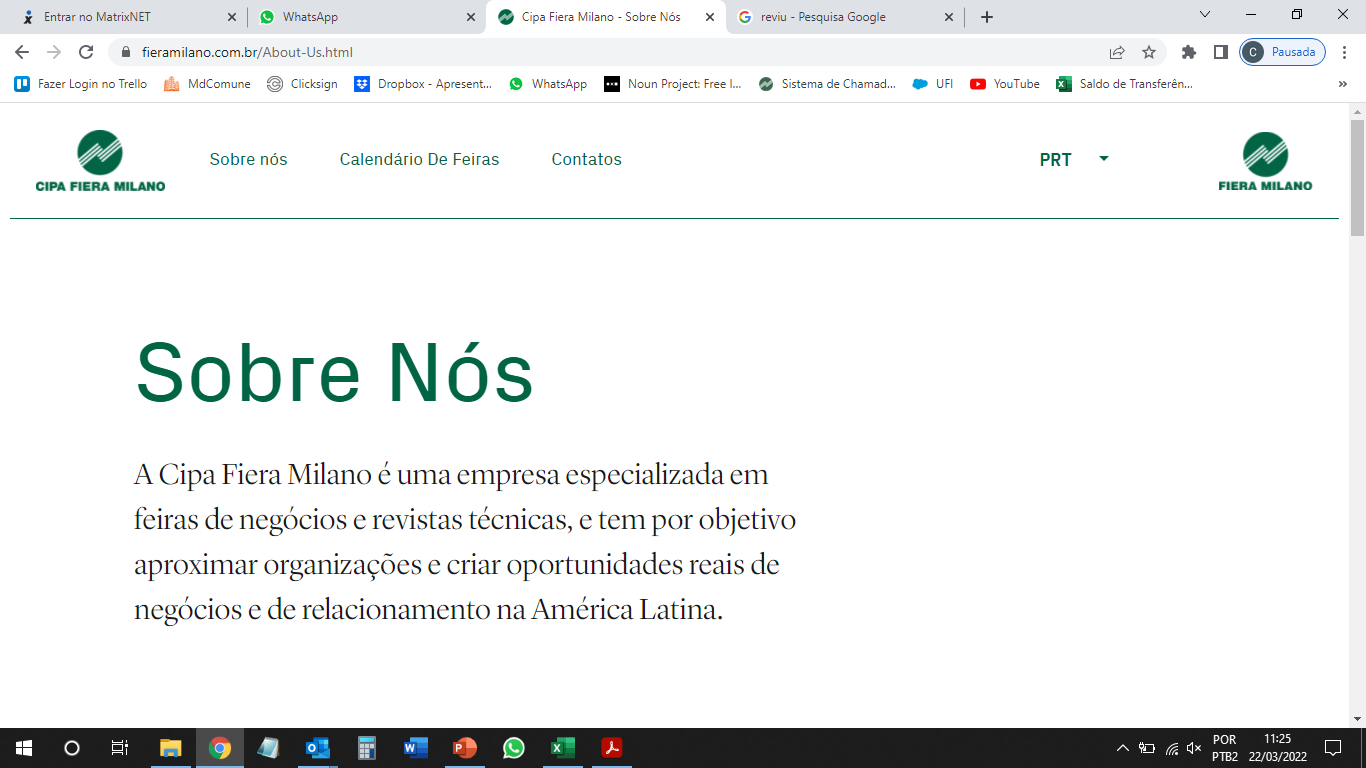 Entrar no MatrixNET
WhatsApp
Cipa Fiera Milano - Sobre Nós
reviu - Pesquisa Google
fieramilano.com.br/About-Us.html
C Pausada
Fazer Login no Trello
MdComune
Clicksign
Dropbox - Apresent...
WhatsApp
Noun Project: Free I...
Sistema de Chamad...
UFI
YouTube
Saldo de Transferên...
»
CIPA FIERA MILANO
Sobre nós
Calendário De Feiras
Contatos
PRT
FIERA MILANO
Sobre Nós
A Cipa Fiera Milano é uma empresa especializada em
feiras de negócios e revistas técnicas, e tem por objetivo
aproximar organizações e criar oportunidades reais de
negócios e de relacionamento na América Latina.
POR
PTB2
11:25
22/03/2022